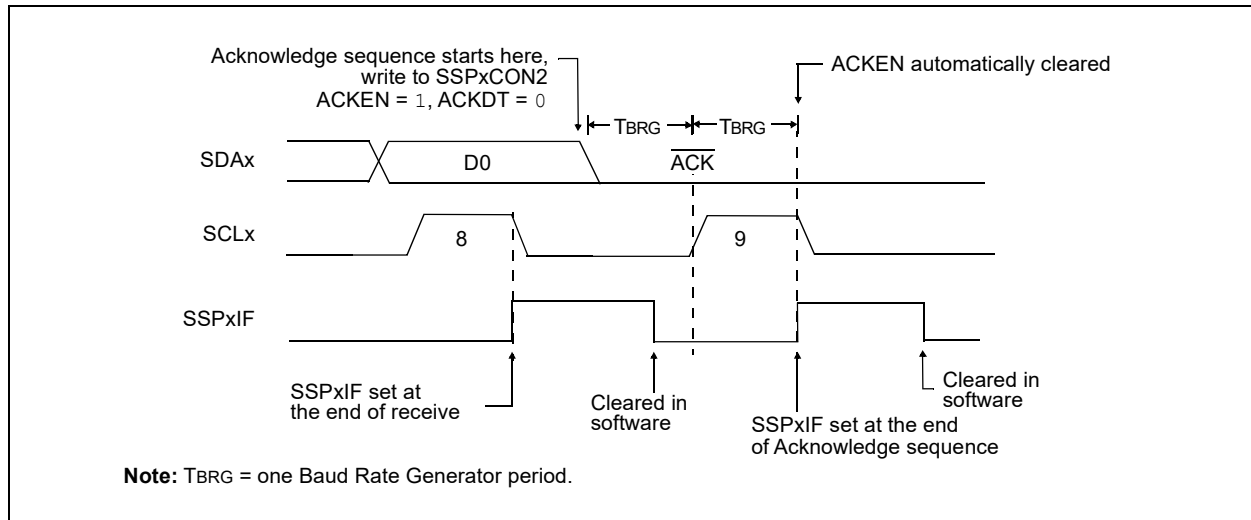 Acknowledge sequence starts here,
write to SSPxCON2
ACKEN = 1, ACKDT = 0
ACKEN automatically cleared
TBRG
TBRG
SDAx
D0
ACK
SCLx
8
9
SSPxIF
SSPxIF set at
the end of receive
Cleared in
software
SSPxIF set at the end
of Acknowledge sequence
Cleared in
software
Note: TBRG = one Baud Rate Generator period.